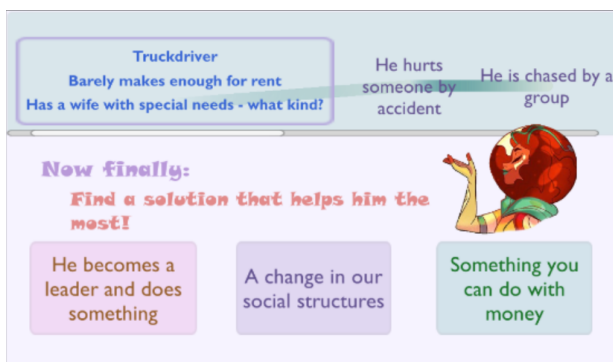 Truckdriver
Barely makes enough for rent
Has a wife with special needs - what kind?
He hurts
someone by
accident
He is chased by a
group
Now finally:
Find a solution that helps him the
most!
He becomes a
leader and does
something
A change in our
social structures
Something you
can do with
money